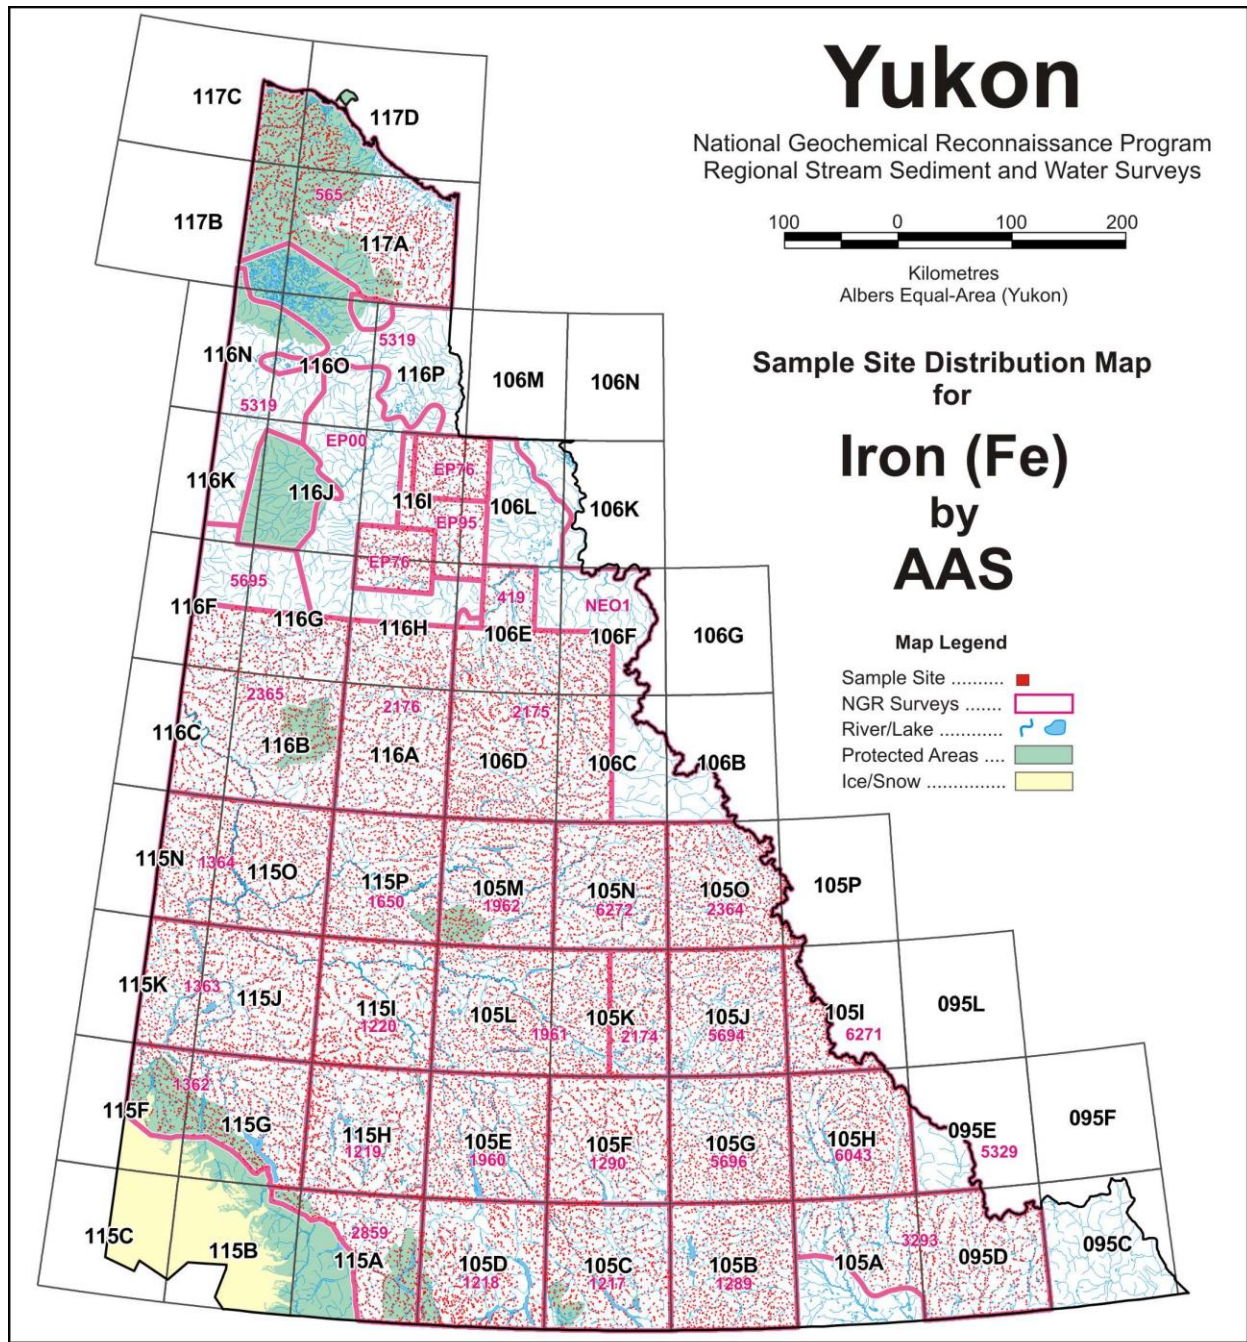 Yukon
National Geochemical Reconnaissance Program
Regional Stream Sediment and Water Surveys
100 0 100 200
Kilometres
Albers Equal-Area (Yukon)
Sample Site Distribution Map
for
Iron (Fe)
by
AAS
Map Legend
Sample Site ..........
NGR Surveys .......
River/Lake ............
Protected Areas ....
Ice/Snow ...............
117C
117D
565
117B
117A
5319
116N
116O
116P
106M
106N
5319
EP00
EP76
116K
116J
116I
106L
106K
EP95
EP76
5695
419
NEO1
116F
116G
116H
106E
106F
106G
2365
2176
2175
116C
116B
116A
106D
106C
106B
115N
1364
115O
115P
1650
105M
1962
105N
6272
105O
2364
105P
115K
1363
115J
115I
1220
105L
1961
105K
2174
105J
5694
105I
6271
095L
1362
115F
115G
115H
1219
105E
1960
105F
1290
105G
5696
105H
6043
095E
5329
095F
115C
115B
2859
115A
105D
1218
105C
1217
105B
1289
105A
3293
095D
095C